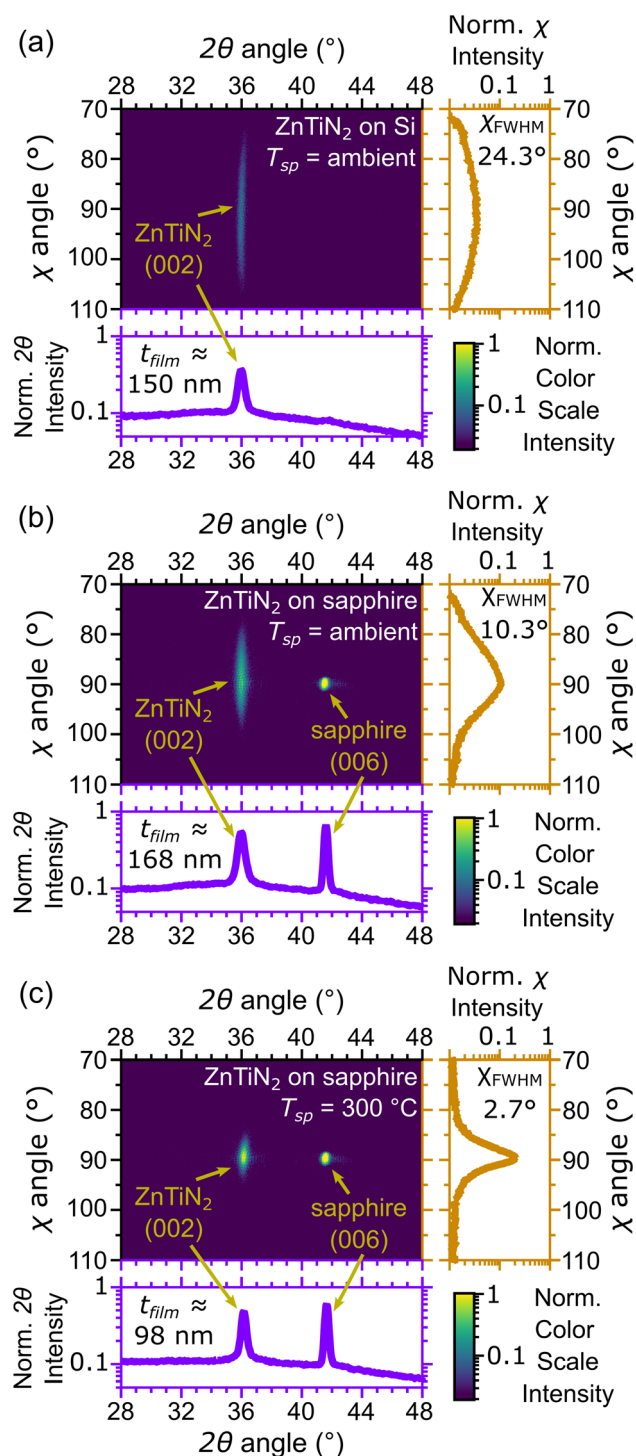 (a)
2θ angle (°)
Norm. χ
Intensity
28 32 36 40 44 48
0.1 1
70
80
90
100
110
χ angle (°)
ZnTiN₂ on Si
T_sp = ambient
ZnTiN₂
(002)
χFWHM
24.3°
70
80
90
100
110
χ angle (°)
Norm. 2θ
Intensity
1
0.1
t_film ≈
150 nm
28 32 36 40 44 48
1
0.1
Norm.
Color
Scale
Intensity
(b)
2θ angle (°)
Norm. χ
Intensity
28 32 36 40 44 48
0.1 1
70
80
90
100
110
χ angle (°)
ZnTiN₂ on sapphire
T_sp = ambient
ZnTiN₂
(002)
sapphire
(006)
χFWHM
10.3°
70
80
90
100
110
χ angle (°)
Norm. 2θ
Intensity
1
0.1
t_film ≈
168 nm
28 32 36 40 44 48
1
0.1
Norm.
Color
Scale
Intensity
(c)
2θ angle (°)
Norm. χ
Intensity
28 32 36 40 44 48
0.1 1
70
80
90
100
110
χ angle (°)
ZnTiN₂ on sapphire
T_sp = 300 °C
ZnTiN₂
(002)
sapphire
(006)
χFWHM
2.7°
70
80
90
100
110
χ angle (°)
Norm. 2θ
Intensity
1
0.1
t_film ≈
98 nm
28 32 36 40 44 48
2θ angle (°)
1
0.1
Norm.
Color
Scale
Intensity